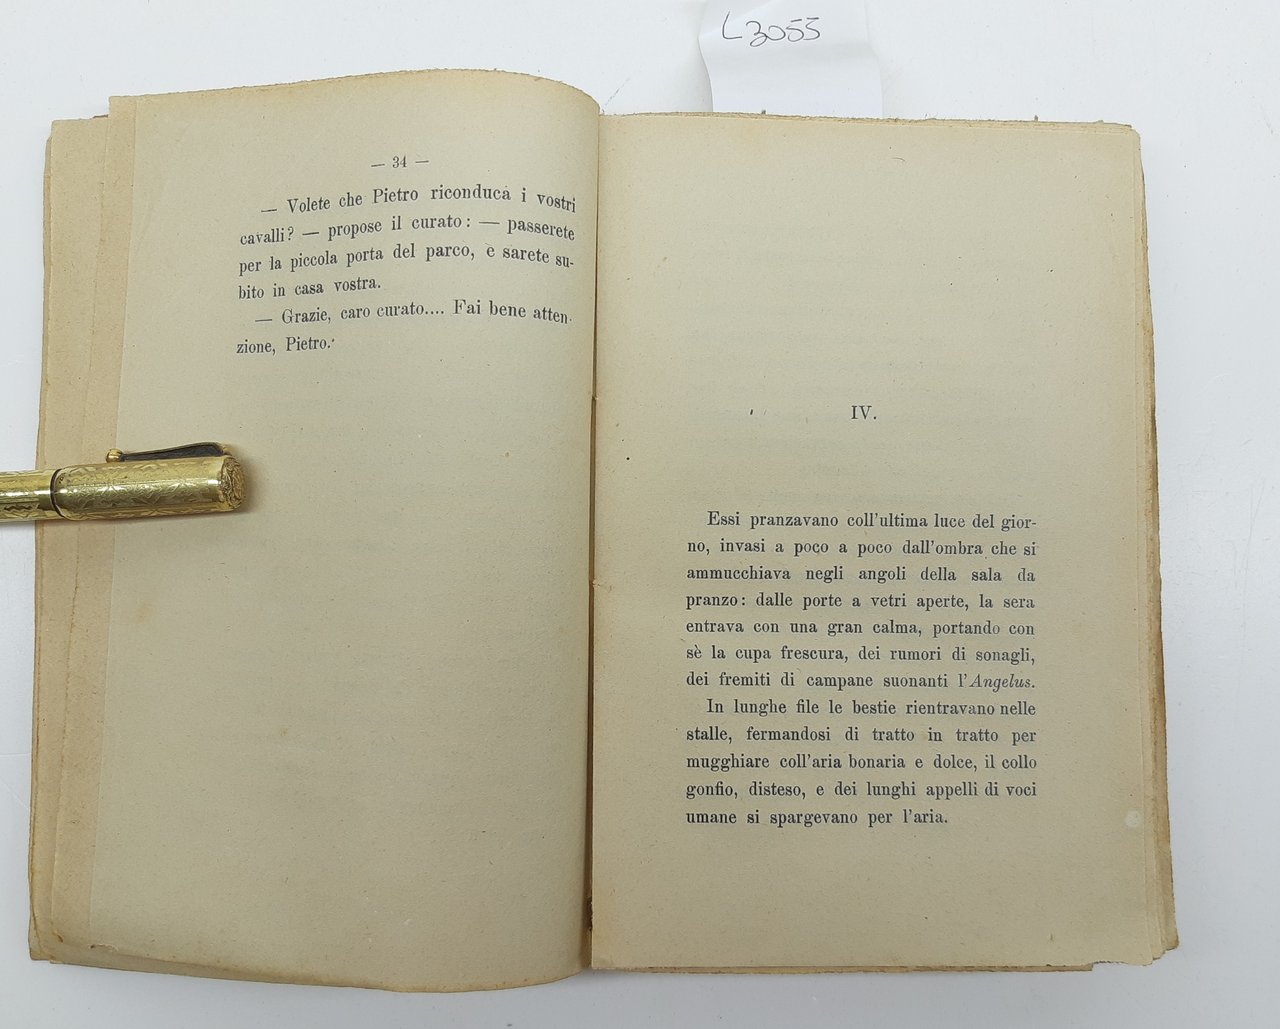 L3055
— 34 —
— Volete che Pietro riconduca i vostri
cavalli? — propose il curato: — passerete
per la piccola porta del parco, e sarete su-
bito in casa vostra.
— Grazie, caro curato.... Fai bene atten-
zione, Pietro.
IV.
Essi pranzavano coll'ultima luce del gior-
no, invasi a poco a poco dall'ombra che si
ammucchiava negli angoli della sala da
pranzo: dalle porte a vetri aperte, la sera
entrava con una gran calma, portando con
sè la cupa frescura, dei rumori di sonagli,
dei fremiti di campane suonanti l'Angelus.
In lunghe file le bestie rientravano nelle
stalle, fermandosi di tratto in tratto per
mugghiare coll'aria bonaria e dolce, il collo
gonfio, disteso, e dei lunghi appelli di voci
umane si spargevano per l'aria.